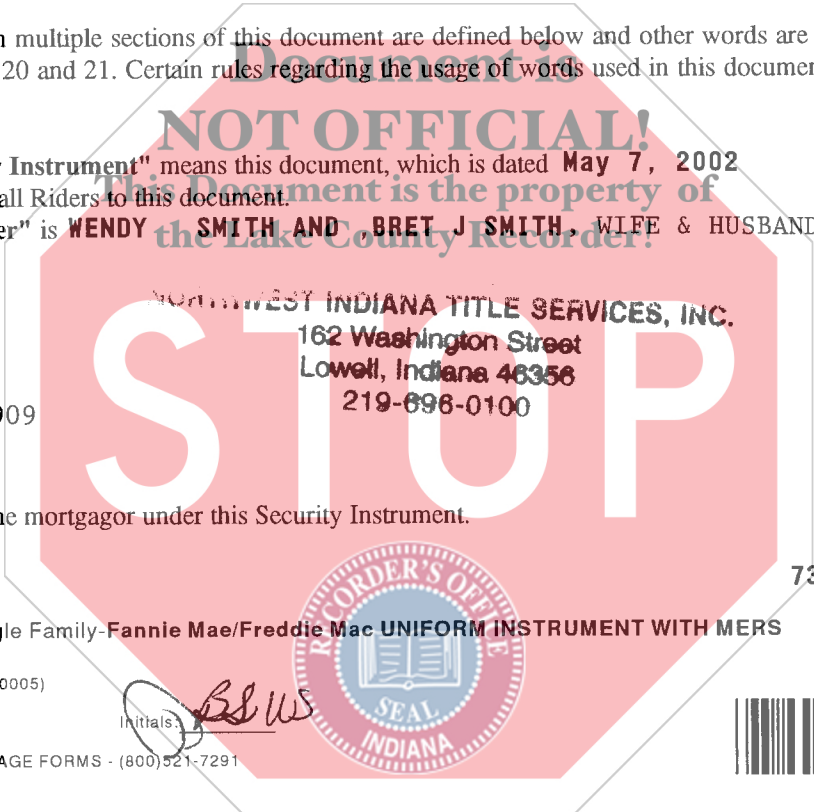 n multiple sections of this document are defined below and other words are
20 and 21. Certain rules regarding the usage of words used in this documen
Document is
NOT OFFICIAL!
This Document is the property of
the Lake County Recorder!
y Instrument" means this document, which is dated May 7, 2002
all Riders to this document.
er" is WENDY SMITH AND ,BRET J SMITH, WIFE & HUSBAND
NORTHWEST INDIANA TITLE SERVICES, INC.
162 Washington Street
Lowell, Indiana 46356
219-696-0100
STOP
909
he mortgagor under this Security Instrument.
73
gle Family-Fannie Mae/Freddie Mac UNIFORM INSTRUMENT WITH MERS
0005)
Initials: BS WS
AGE FORMS - (800)521-7291
RECORDER'S OFFICE
SEAL
INDIANA